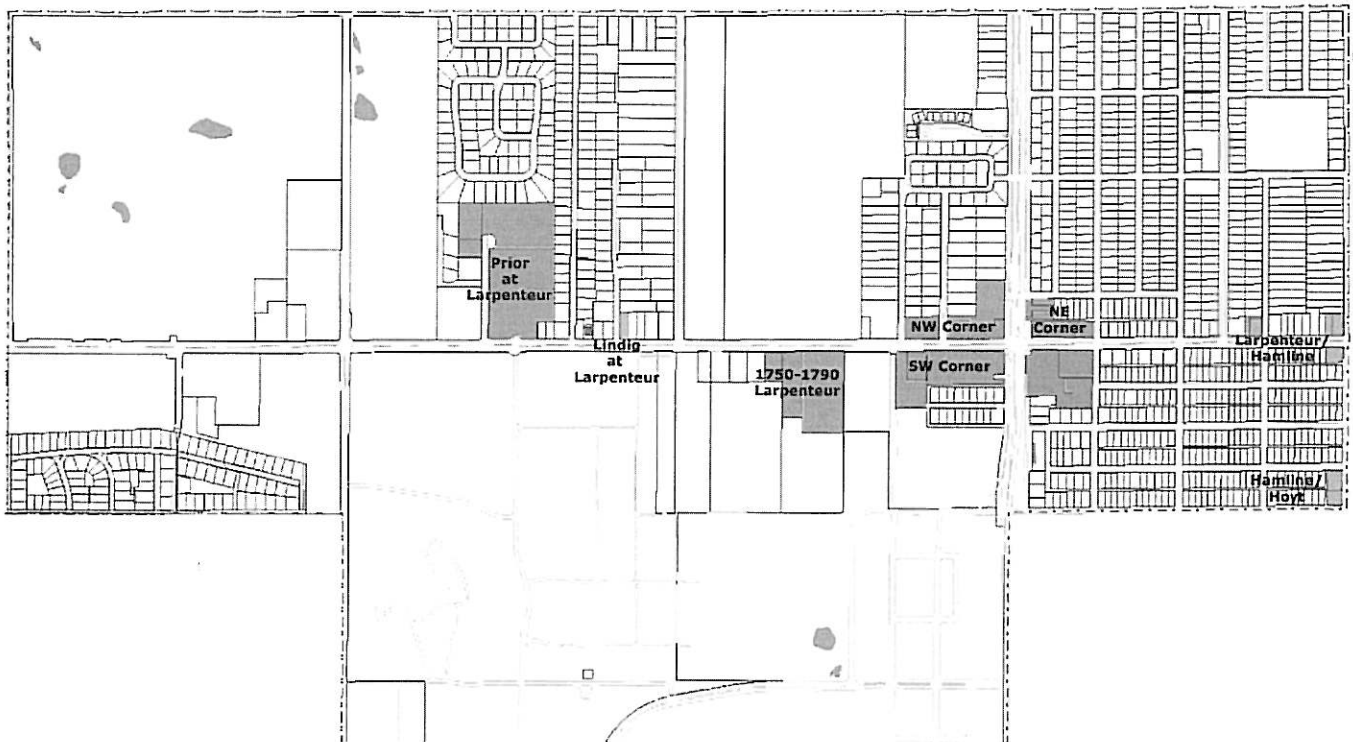 Prior
at
Larpenteur
Lindig
at
Larpenteur
1750-1790
Larpenteur
NW Corner
SW Corner
NE
Corner
Larpenteur/
Hamline
Hamline/
Hoyt